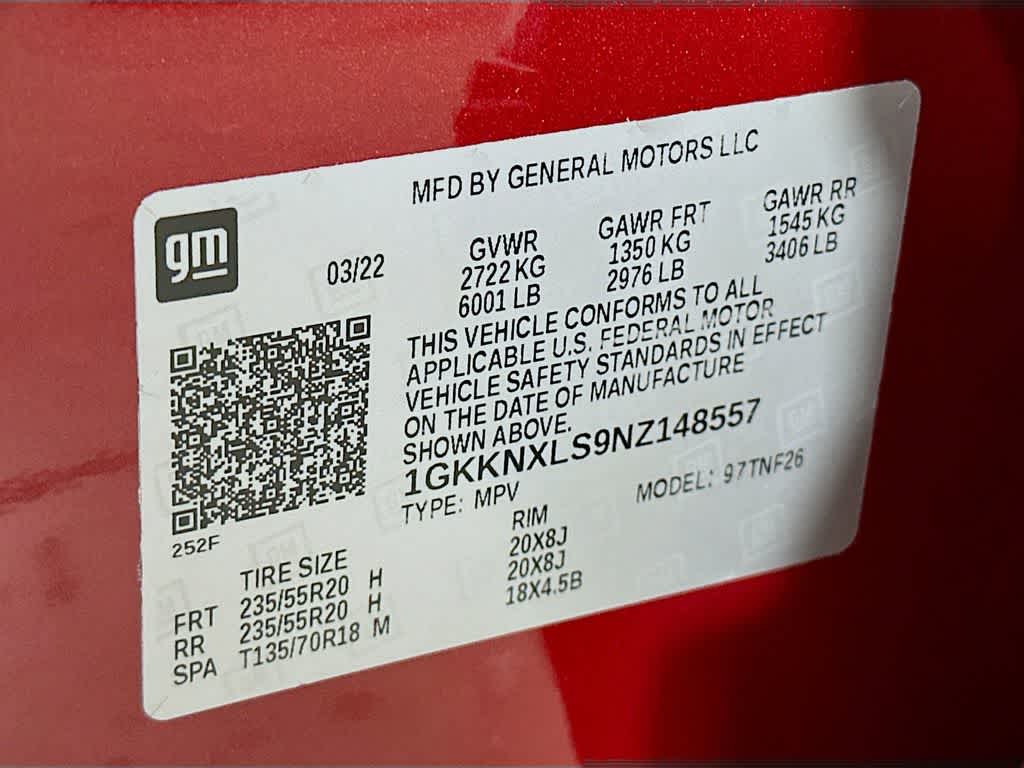 MFD BY GENERAL MOTORS LLC
gm
03/22
GVWR GAWR FRT GAWR RR
2722 KG 1350 KG 1545 KG
6001 LB 2976 LB 3406 LB
THIS VEHICLE CONFORMS TO ALL
APPLICABLE U.S. FEDERAL MOTOR
VEHICLE SAFETY STANDARDS IN EFFECT
ON THE DATE OF MANUFACTURE
SHOWN ABOVE.
1GKKNXLS9NZ148557
TYPE: MPV MODEL: 97TNF26
252F
TIRE SIZE RIM
FRT 235/55R20 H 20X8J
RR 235/55R20 H 20X8J
SPA T135/70R18 M 18X4.5B